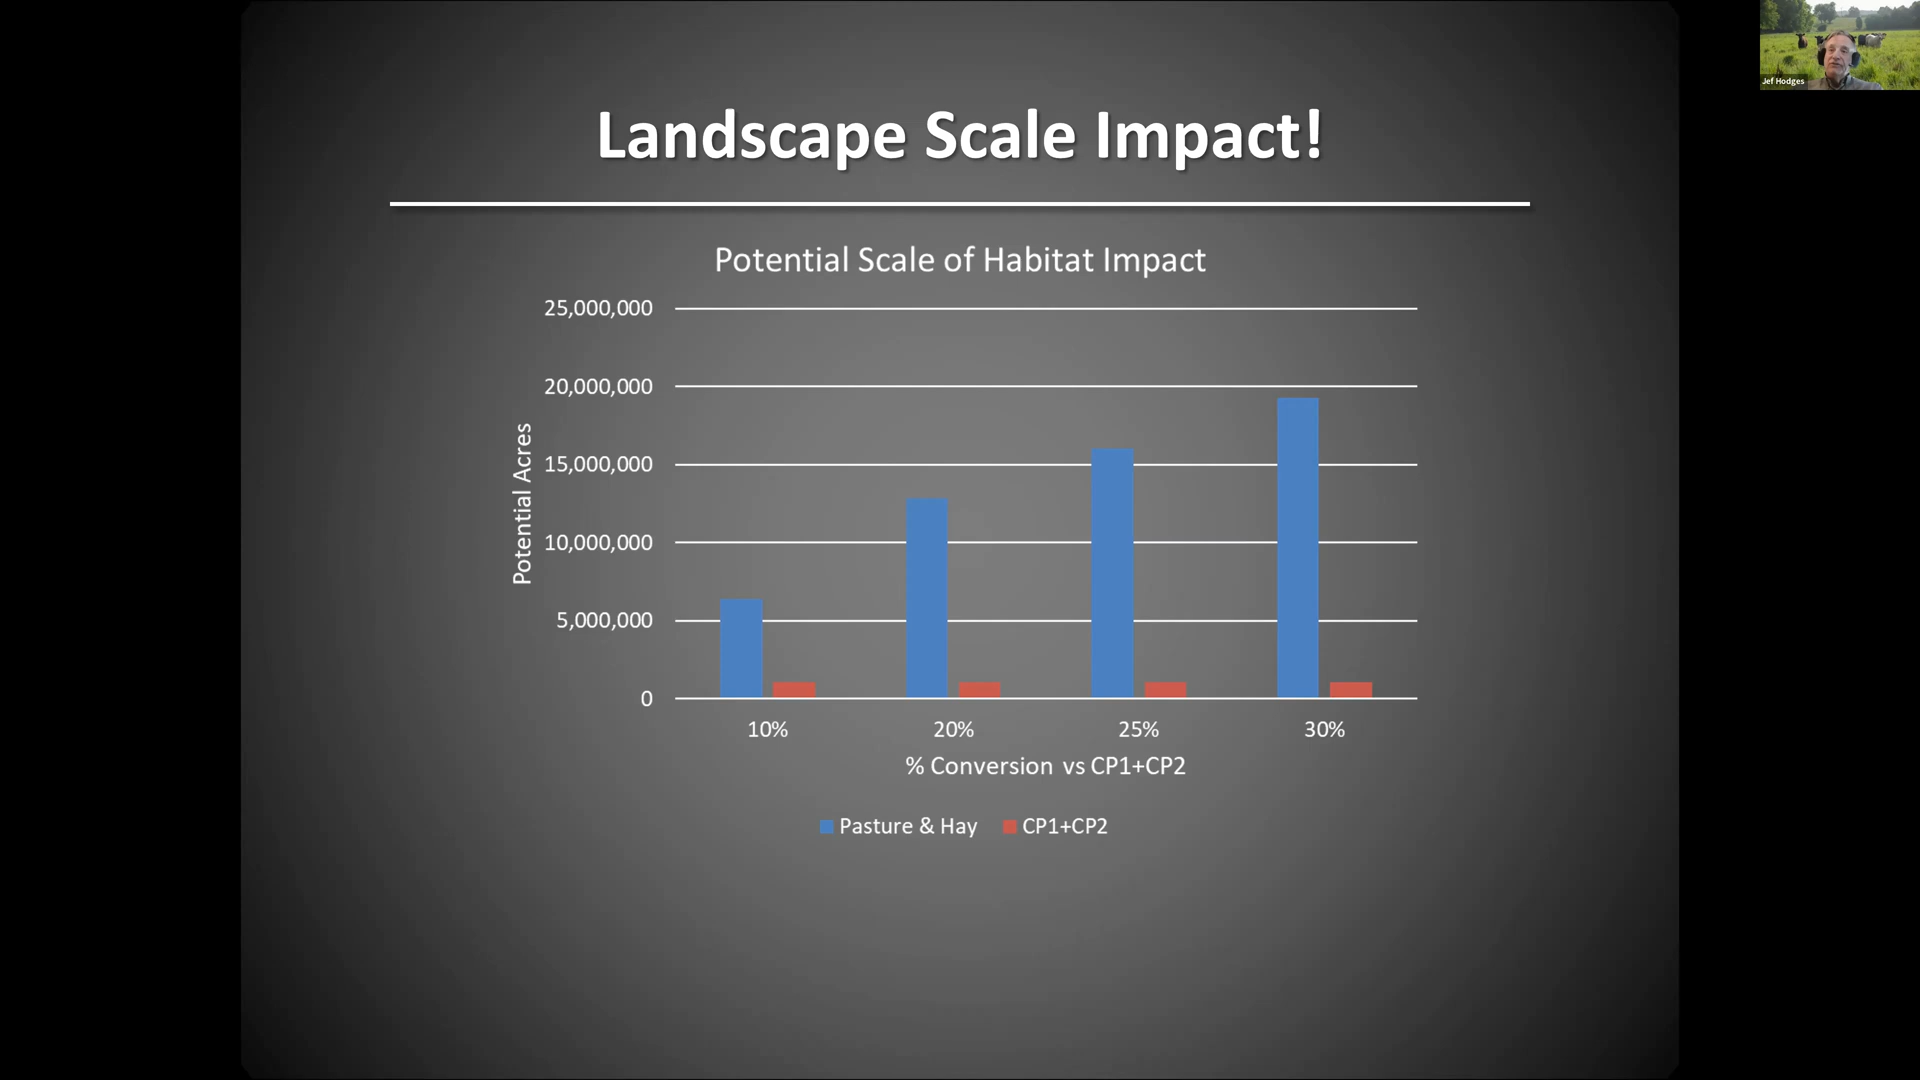 Jef Hodges
Landscape Scale Impact!
Potential Scale of Habitat Impact
Potential Acres
25,000,000
20,000,000
15,000,000
10,000,000
5,000,000
0
10% 20% 25% 30%
% Conversion vs CP1+CP2
Pasture & Hay CP1+CP2